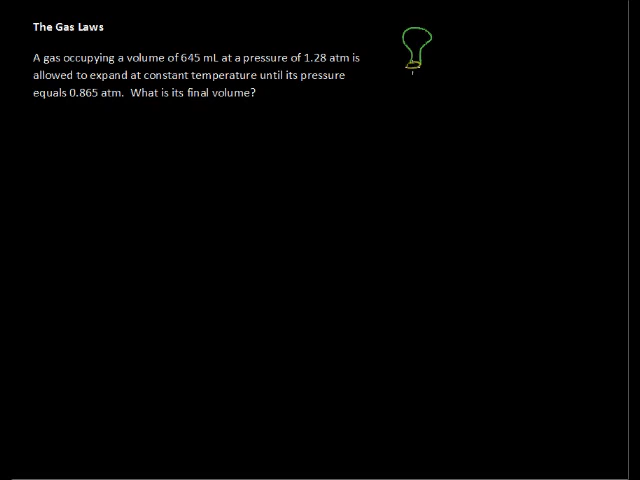 The Gas Laws
A gas occupying a volume of 645 mL at a pressure of 1.28 atm is
allowed to expand at constant temperature until its pressure
equals 0.865 atm.  What is its final volume?